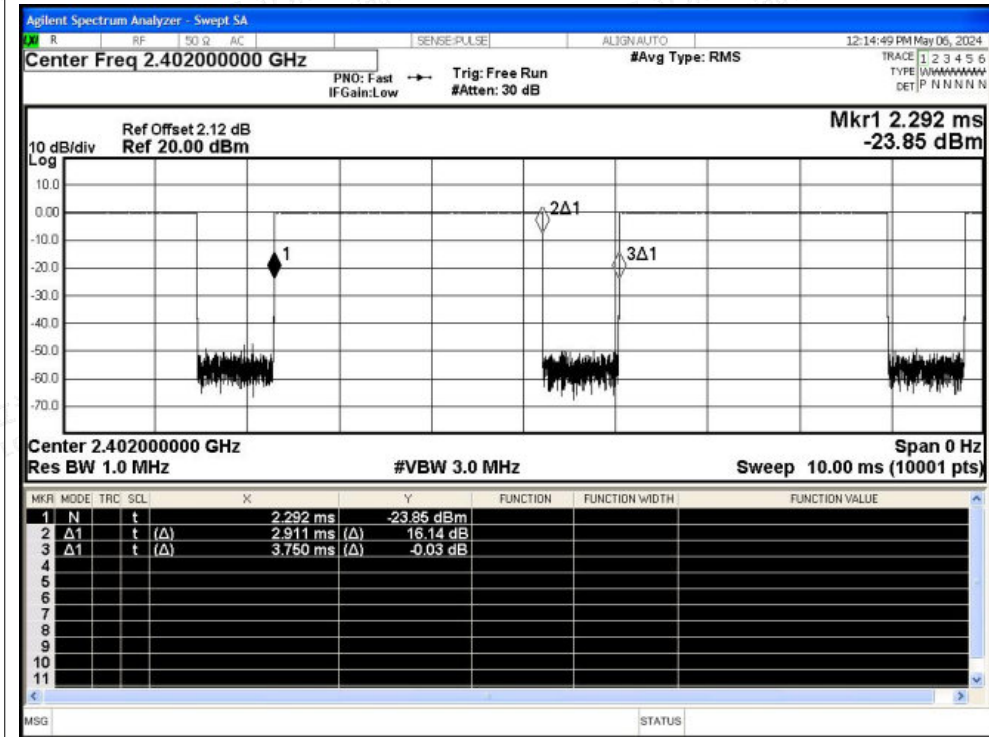 Agilent Spectrum Analyzer - Swept SA
LXI R RF 50 Ω AC SENSE:PULSE ALIGN AUTO 12:14:49 PM May 06, 2024
Center Freq 2.402000000 GHz #Avg Type: RMS TRACE 1 2 3 4 5 6
PNO: Fast Trig: Free Run TYPE WWWWWW
IFGain:Low #Atten: 30 dB DET P N N N N N
Mkr1 2.292 ms
Ref Offset 2.12 dB
10 dB/div Ref 20.00 dBm -23.85 dBm
Log
10.0
0.00
2Δ1
-10.0
1 3Δ1
-20.0
-30.0
-40.0
-50.0
-60.0
-70.0
Center 2.402000000 GHz Span 0 Hz
Res BW 1.0 MHz #VBW 3.0 MHz Sweep 10.00 ms (10001 pts)
MKR MODE TRC SCL X Y FUNCTION FUNCTION WIDTH FUNCTION VALUE
1 N t 2.292 ms -23.85 dBm
2 Δ1 t (Δ) 2.911 ms (Δ) 16.14 dB
3 Δ1 t (Δ) 3.750 ms (Δ) -0.03 dB
4
5
6
7
8
9
10
11
MSG STATUS